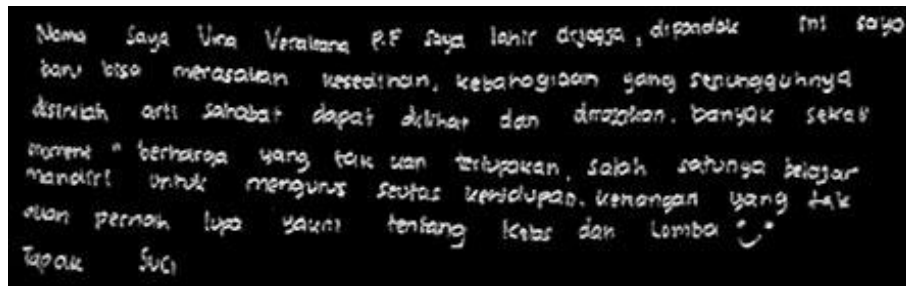 Nama Saya Vina Veraliana P.F Saya lahir dijogja, dipondok ini saya
baru bisa merasakan kesedihan, kebahagiaan yang sesungguhnya
disinilah arti sahabat dapat dilihat dan dirasakan. banyak sekali
moment " berharga yang tak kan terlupakan, salah satunya belajar
mandiri untuk mengurus seutas kehidupan. kenangan yang tak
akan pernah lupa yakni tentang kelas dan Lomba
Tapak Suci